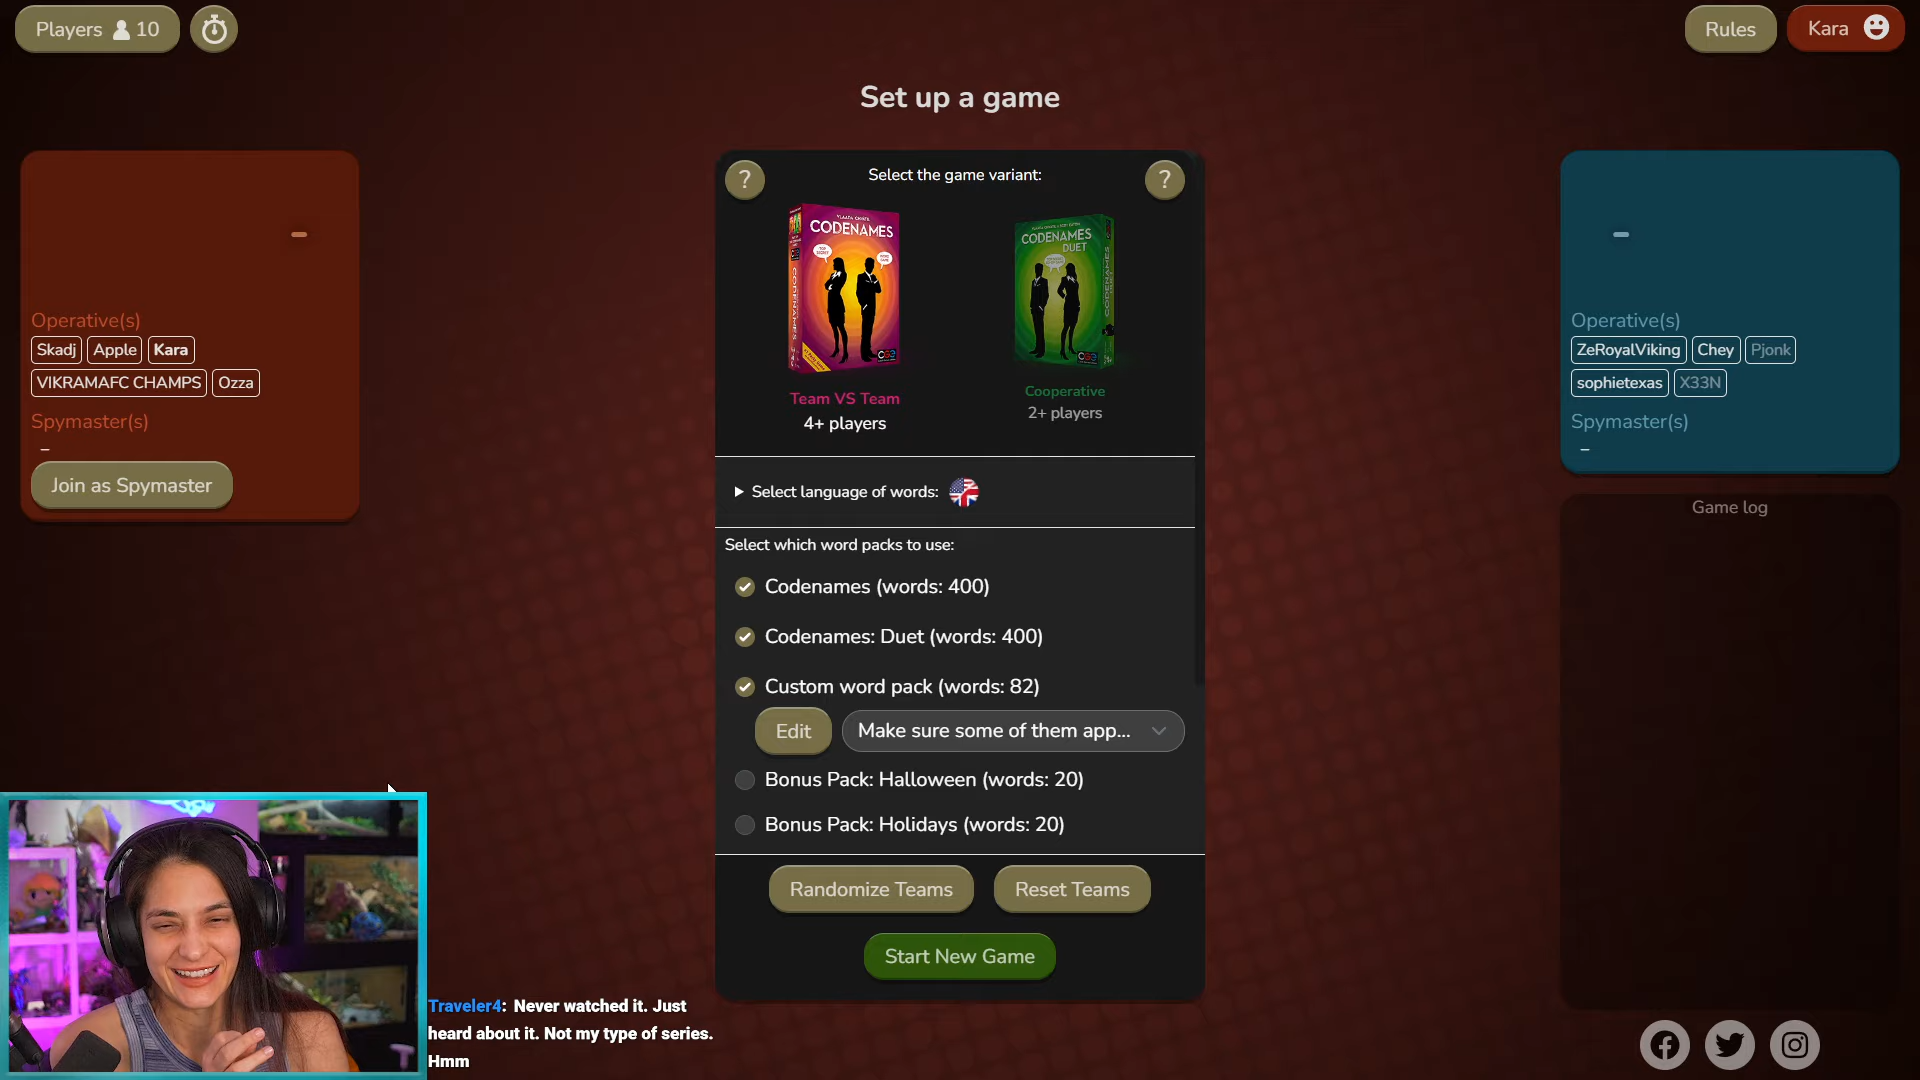 Players 10
Rules
Kara
Set up a game
? Select the game variant: ?
CODENAMES
CODENAMES
DUET
CODENAMES
Team VS Team
4+ players
Cooperative
2+ players
Operative(s)
Skadj Apple Kara
VIKRAMAFC CHAMPS Ozza
Spymaster(s)
–
Join as Spymaster
Operative(s)
ZeRoyalViking Chey Pjonk
sophietexas X33N
Spymaster(s)
–
Game log
Select language of words:
Select which word packs to use:
Codenames (words: 400)
Codenames: Duet (words: 400)
Custom word pack (words: 82)
Edit Make sure some of them app...
Bonus Pack: Halloween (words: 20)
Bonus Pack: Holidays (words: 20)
Randomize Teams Reset Teams
Start New Game
Traveler4: Never watched it. Just
heard about it. Not my type of series.
Hmm